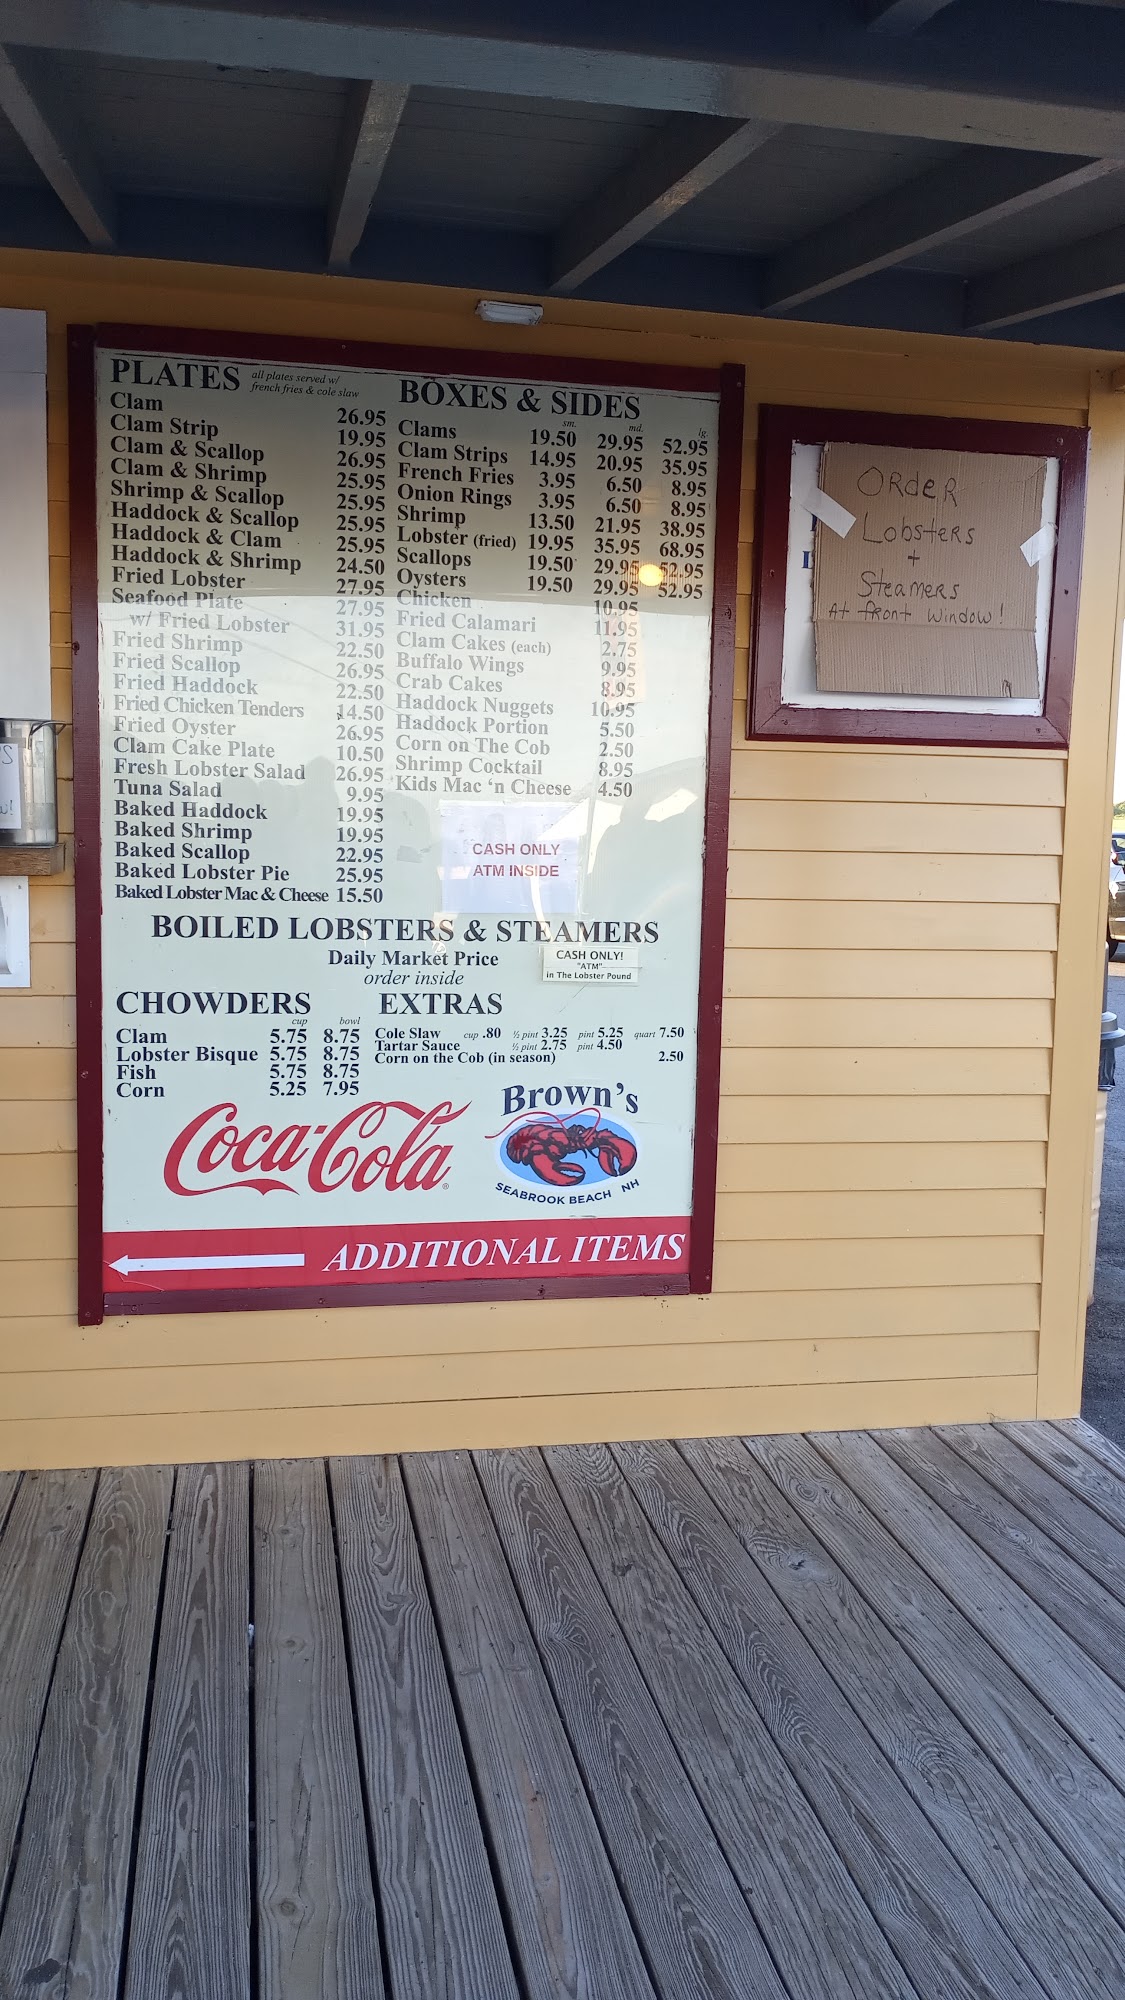 PLATES all plates served w/
french fries & cole slaw
Clam 26.95
Clam Strip 19.95
Clam & Scallop 26.95
Clam & Shrimp 25.95
Shrimp & Scallop 25.95
Haddock & Scallop 25.95
Haddock & Clam 25.95
Haddock & Shrimp 24.50
Fried Lobster 27.95
Seafood Plate 27.95
w/ Fried Lobster 31.95
Fried Shrimp 22.50
Fried Scallop 26.95
Fried Haddock 22.50
Fried Chicken Tenders 14.50
Fried Oyster 26.95
Clam Cake Plate 10.50
Fresh Lobster Salad 26.95
Tuna Salad 9.95
Baked Haddock 19.95
Baked Shrimp 19.95
Baked Scallop 22.95
Baked Lobster Pie 25.95
Baked Lobster Mac & Cheese 15.50
BOXES & SIDES
sm. md. lg.
Clams 19.50 29.95 52.95
Clam Strips 14.95 20.95 35.95
French Fries 3.95 6.50 8.95
Onion Rings 3.95 6.50 8.95
Shrimp 13.50 21.95 38.95
Lobster (fried) 19.95 35.95 68.95
Scallops 19.50 29.95 52.95
Oysters 19.50 29.95 52.95
Chicken 10.95
Fried Calamari 11.95
Clam Cakes (each) 2.75
Buffalo Wings 9.95
Crab Cakes 8.95
Haddock Nuggets 10.95
Haddock Portion 5.50
Corn on The Cob 2.50
Shrimp Cocktail 8.95
Kids Mac 'n Cheese 4.50
CASH ONLY
ATM INSIDE
BOILED LOBSTERS & STEAMERS
Daily Market Price
order inside
CASH ONLY!
"ATM"
in The Lobster Pound
CHOWDERS
cup bowl
Clam 5.75 8.75
Lobster Bisque 5.75 8.75
Fish 5.75 8.75
Corn 5.25 7.95
EXTRAS
Cole Slaw cup .80 ½ pint 3.25 pint 5.25 quart 7.50
Tartar Sauce ½ pint 2.75 pint 4.50
Corn on the Cob (in season) 2.50
Coca-Cola®
Brown's
SEABROOK BEACH NH
ADDITIONAL ITEMS
ORdeR
Lobsters
+
Steamers
At fRont Window!